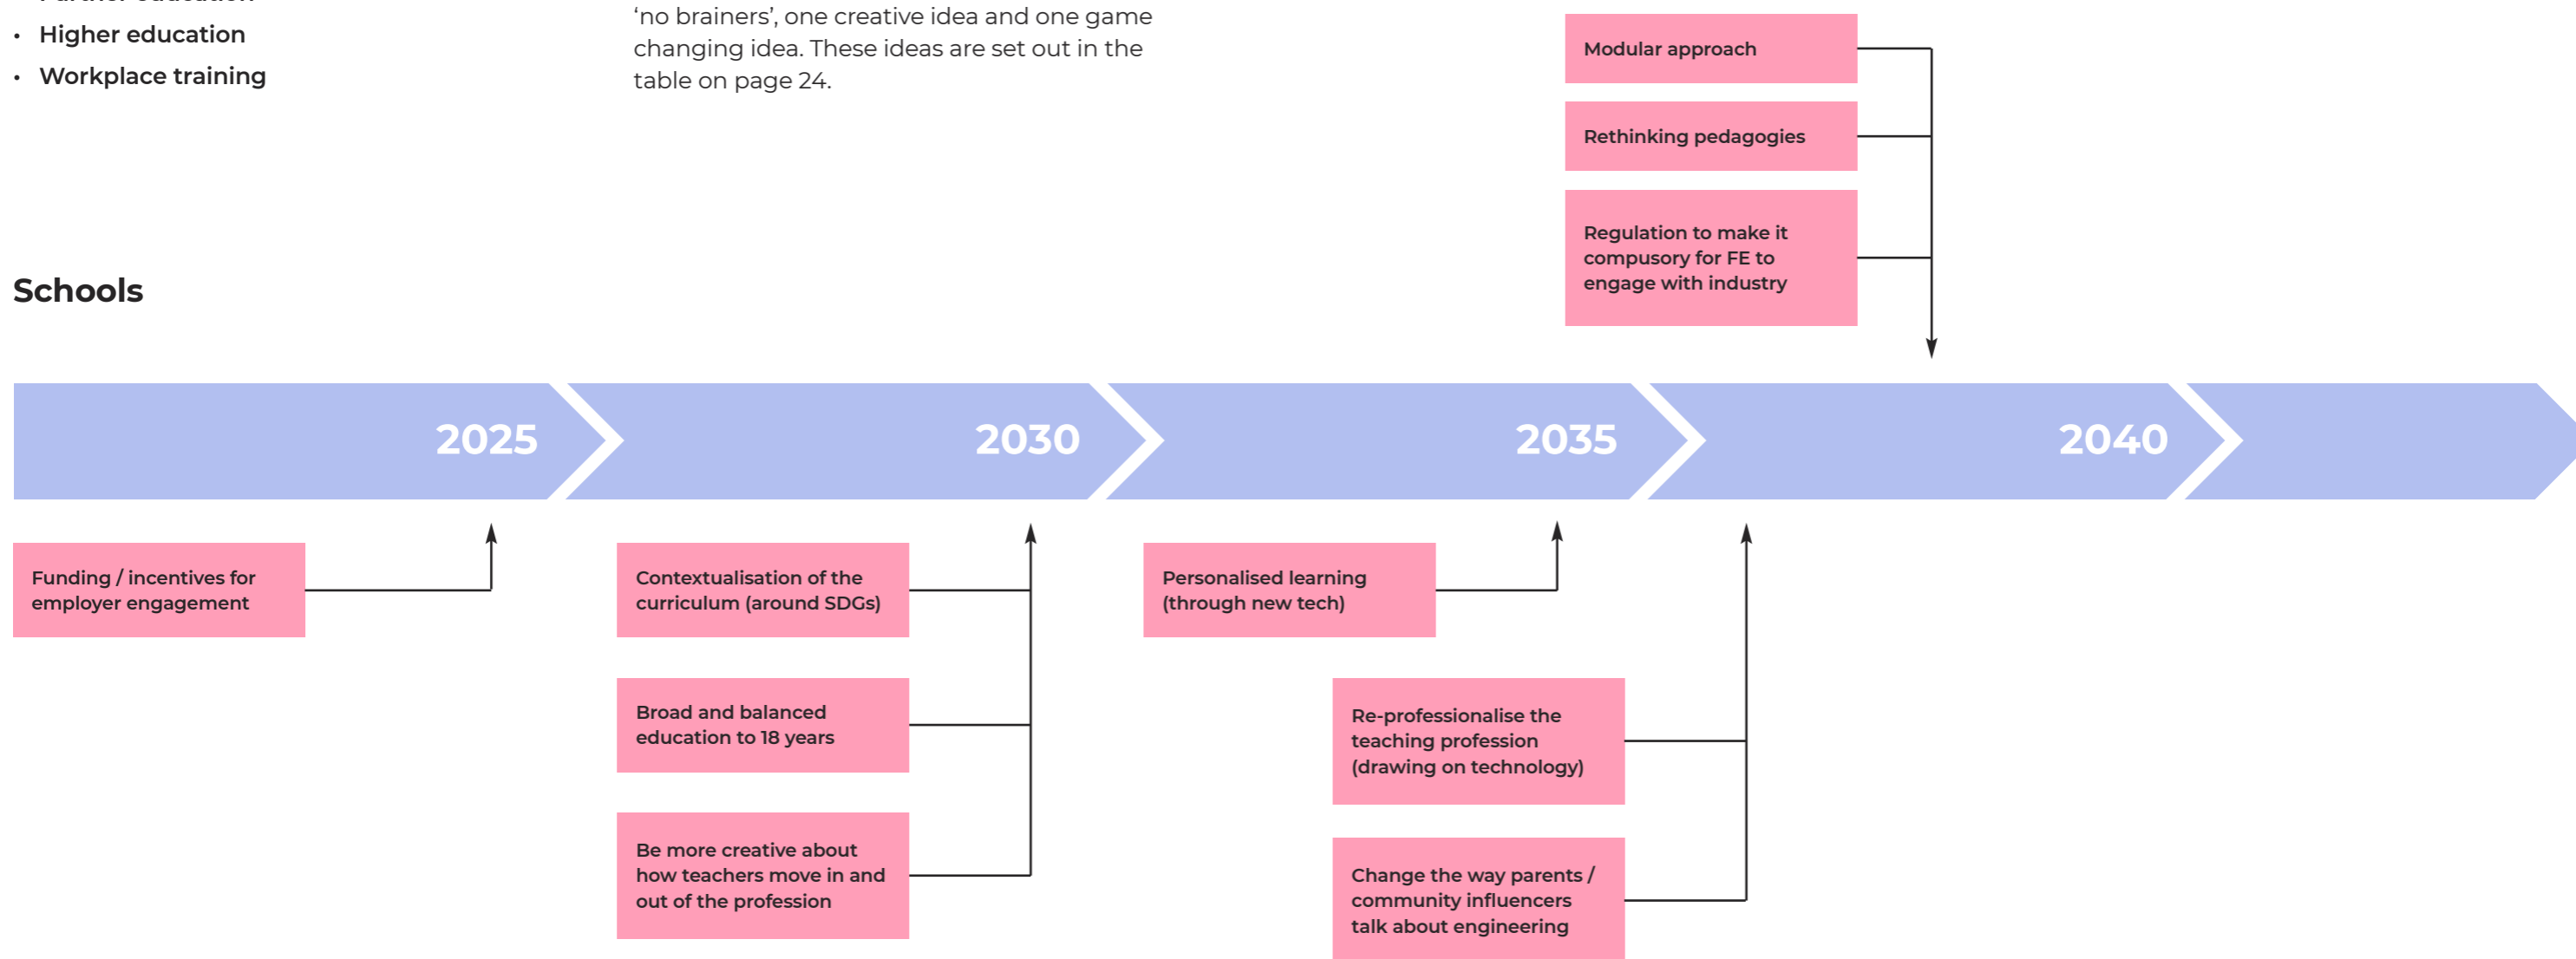 • Higher education
• Workplace training
‘no brainers’, one creative idea and one game
changing idea. These ideas are set out in the
table on page 24.
Modular approach
Rethinking pedagogies
Regulation to make it
compusory for FE to
engage with industry
Schools
2025
2030
2035
2040
Funding / incentives for
employer engagement
Contextualisation of the
curriculum (around SDGs)
Broad and balanced
education to 18 years
Be more creative about
how teachers move in and
out of the profession
Personalised learning
(through new tech)
Re-professionalise the
teaching profession
(drawing on technology)
Change the way parents /
community influencers
talk about engineering